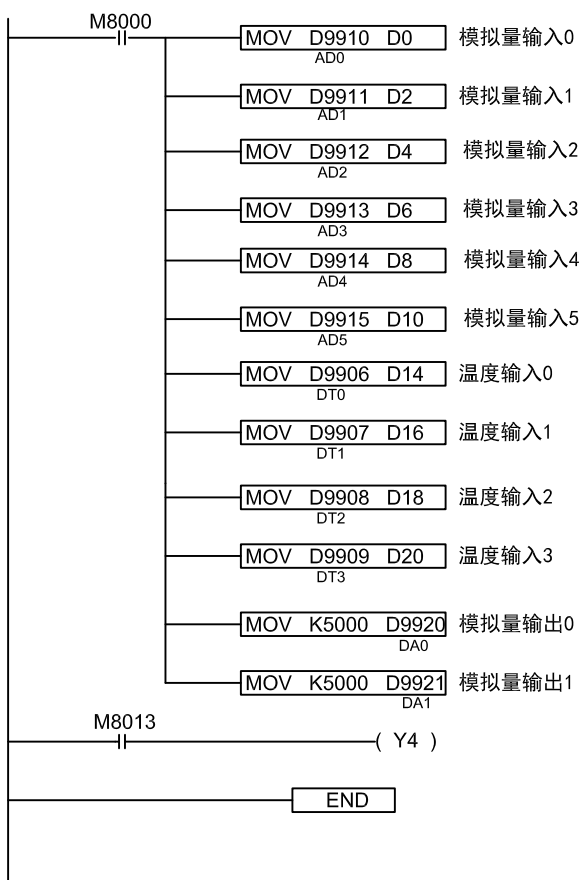 M8000
MOV D9910 D0 模拟量输入0
AD0
MOV D9911 D2 模拟量输入1
AD1
MOV D9912 D4 模拟量输入2
AD2
MOV D9913 D6 模拟量输入3
AD3
MOV D9914 D8 模拟量输入4
AD4
MOV D9915 D10 模拟量输入5
AD5
MOV D9906 D14 温度输入0
DT0
MOV D9907 D16 温度输入1
DT1
MOV D9908 D18 温度输入2
DT2
MOV D9909 D20 温度输入3
DT3
MOV K5000 D9920 模拟量输出0
DA0
MOV K5000 D9921 模拟量输出1
DA1
M8013
( Y4 )
END